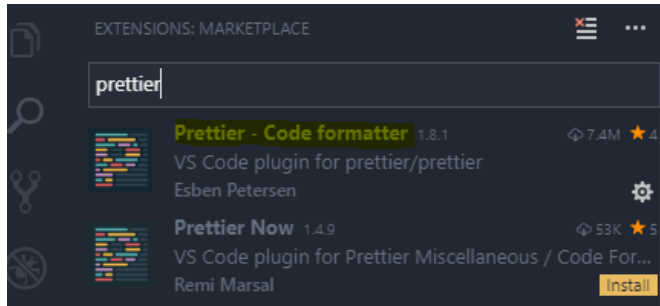 EXTENSIONS: MARKETPLACE
prettier
Prettier - Code formatter 1.8.1 7.4M ★ 4
VS Code plugin for prettier/prettier
Esben Petersen
Prettier Now 1.4.9 53K ★ 5
VS Code plugin for Prettier Miscellaneous / Code For...
Remi Marsal Install